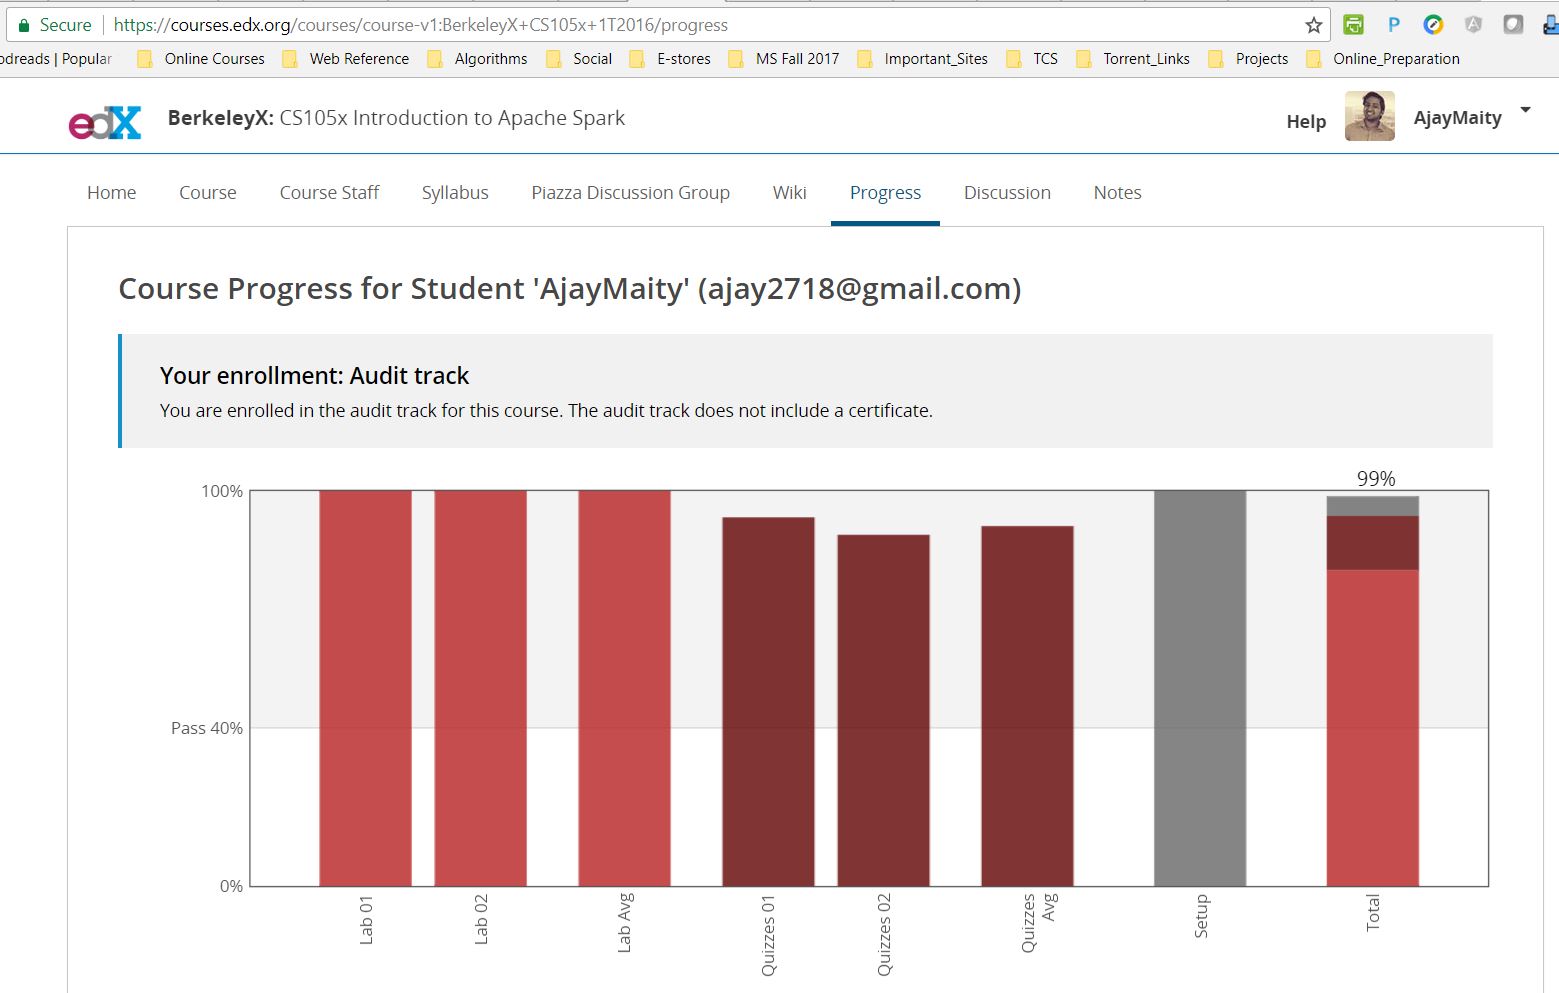 Secure https://courses.edx.org/courses/course-v1:BerkeleyX+CS105x+1T2016/progress
odreads | Popular Online Courses Web Reference Algorithms Social E-stores MS Fall 2017 Important_Sites TCS Torrent_Links Projects Online_Preparation
edX BerkeleyX: CS105x Introduction to Apache Spark Help AjayMaity
Home Course Course Staff Syllabus Piazza Discussion Group Wiki Progress Discussion Notes
Course Progress for Student 'AjayMaity' (ajay2718@gmail.com)
Your enrollment: Audit track
You are enrolled in the audit track for this course. The audit track does not include a certificate.
99%
100%
Pass 40%
0%
Lab 01
Lab 02
Lab Avg
Quizzes 01
Quizzes 02
Quizzes
Avg
Setup
Total